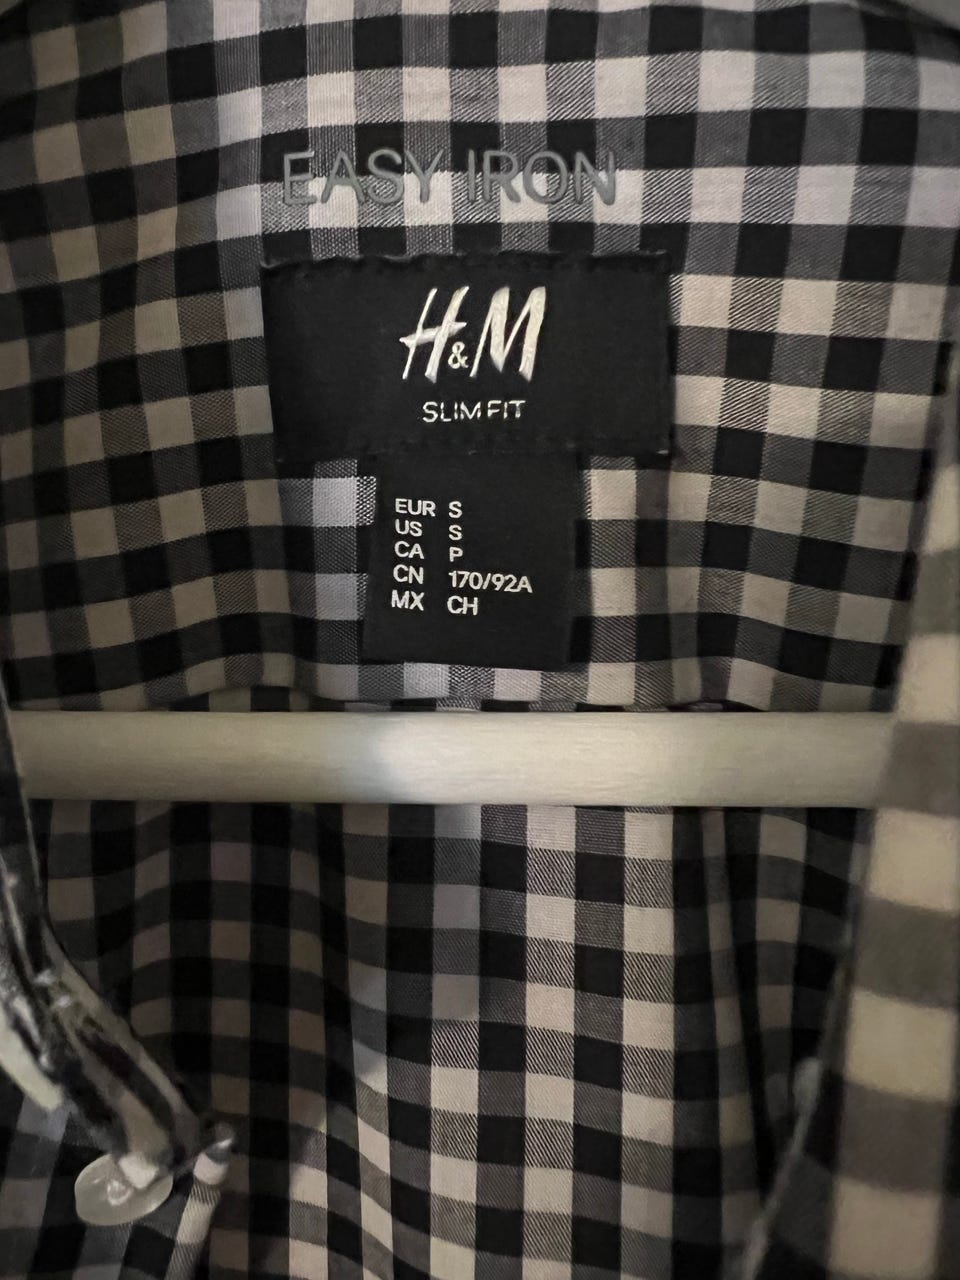 EASY IRON
H&M
SLIM FIT
EUR S
US S
CA P
CN 170/92A
MX CH